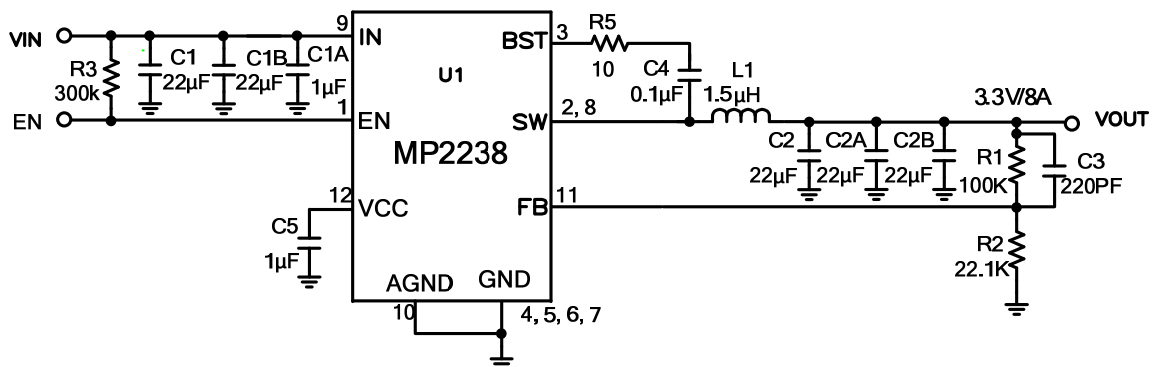 9
3
R5
VIN
IN
BST
C1
C1B
C1A
U1
10
C4
L1
R3
300k
22µF
22µF
1µF
0.1µF
1.5µH
3.3V/8A
1
2, 8
EN
EN
SW
VOUT
MP2238
C2
C2A
C2B
R1
C3
22µF
22µF
22µF
100K
220PF
12
11
VCC
FB
C5
1µF
R2
22.1K
AGND
GND
10
4, 5, 6, 7